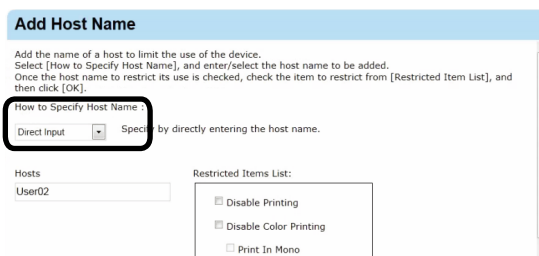 Add Host Name
Add the name of a host to limit the use of the device.
Select [How to Specify Host Name], and enter/select the host name to be added.
Once the host name to restrict its use is checked, check the item to restrict from [Restricted Item List], and
then click [OK].
How to Specify Host Name :
Direct Input Specify by directly entering the host name.
Hosts Restricted Items List:
User02
Disable Printing
Disable Color Printing
Print In Mono